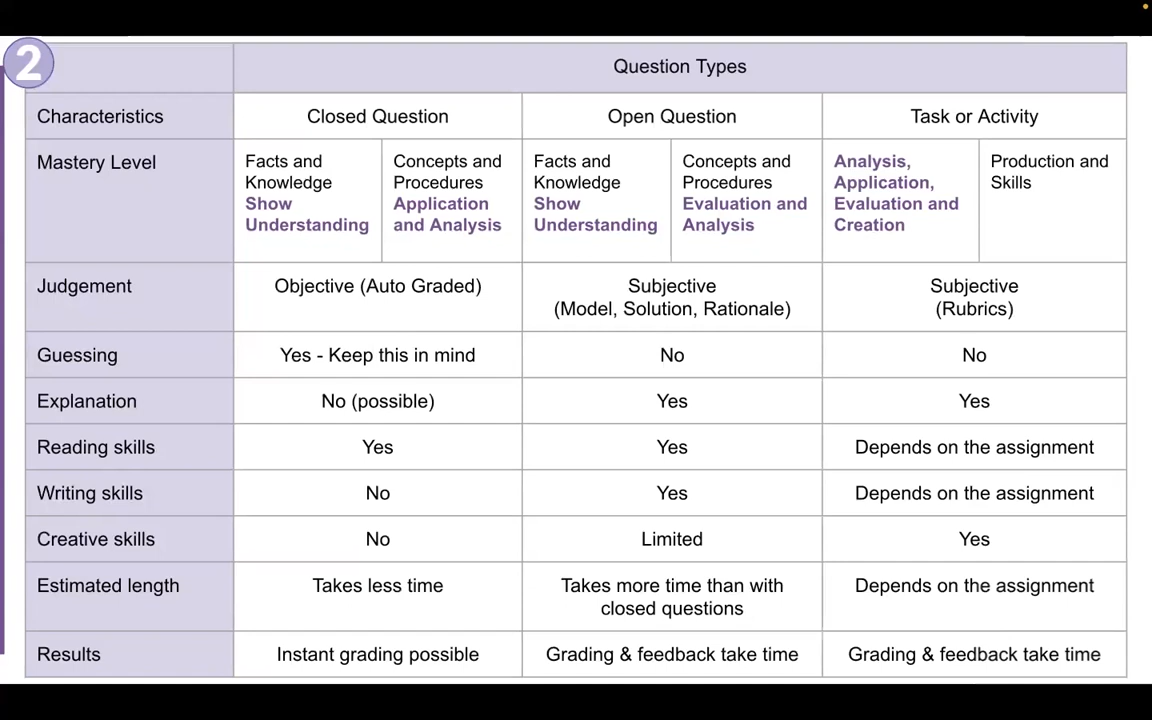 2
Question Types
Characteristics
Closed Question
Open Question
Task or Activity
Mastery Level
Facts and
Knowledge
Show
Understanding
Concepts and
Procedures
Application
and Analysis
Facts and
Knowledge
Show
Understanding
Concepts and
Procedures
Evaluation and
Analysis
Analysis,
Application,
Evaluation and
Creation
Production and
Skills
Judgement
Objective (Auto Graded)
Subjective
(Model, Solution, Rationale)
Subjective
(Rubrics)
Guessing
Yes - Keep this in mind
No
No
Explanation
No (possible)
Yes
Yes
Reading skills
Yes
Yes
Depends on the assignment
Writing skills
No
Yes
Depends on the assignment
Creative skills
No
Limited
Yes
Estimated length
Takes less time
Takes more time than with
closed questions
Depends on the assignment
Results
Instant grading possible
Grading & feedback take time
Grading & feedback take time